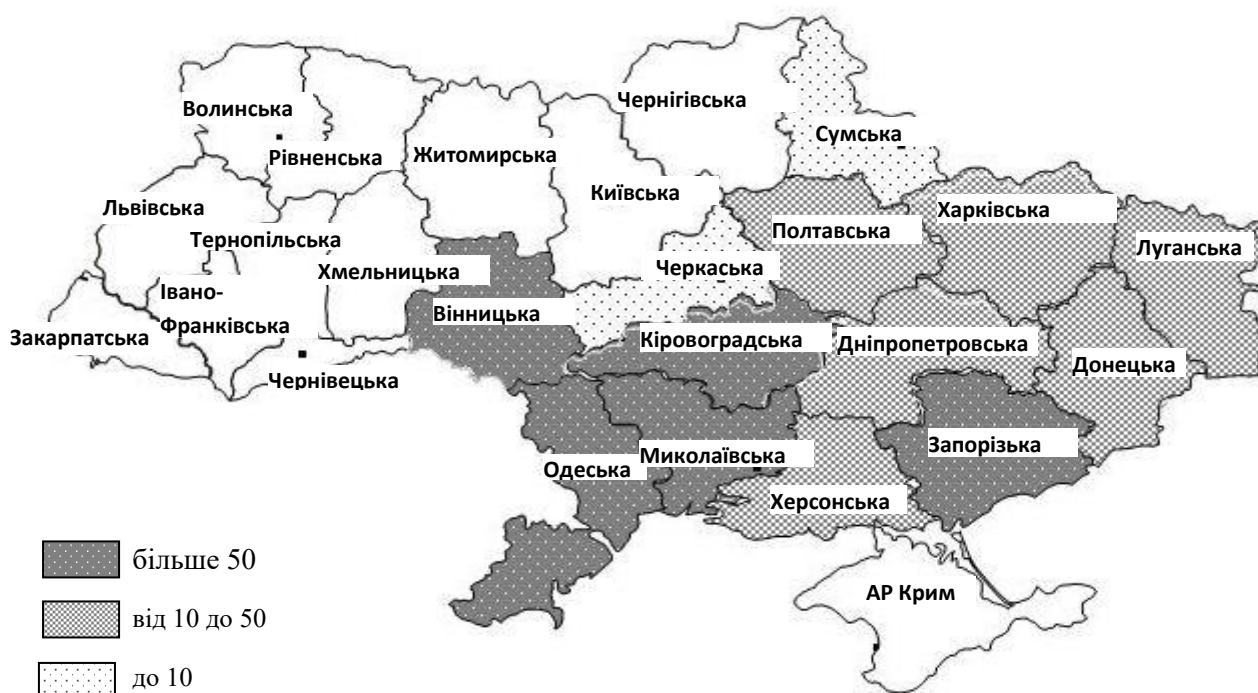 Чернігівська
Волинська
Сумська
Рівненська
Житомирська
Київська
Львівська
Харківська
Полтавська
Тернопільська
Луганська
Хмельницька
Черкаська
Івано-
Франківська
Вінницька
Закарпатська
Кіровоградська
Дніпропетровська
Донецька
Чернівецька
Запорізька
Миколаївська
Одеська
Херсонська
АР Крим
більше 50
від 10 до 50
до 10